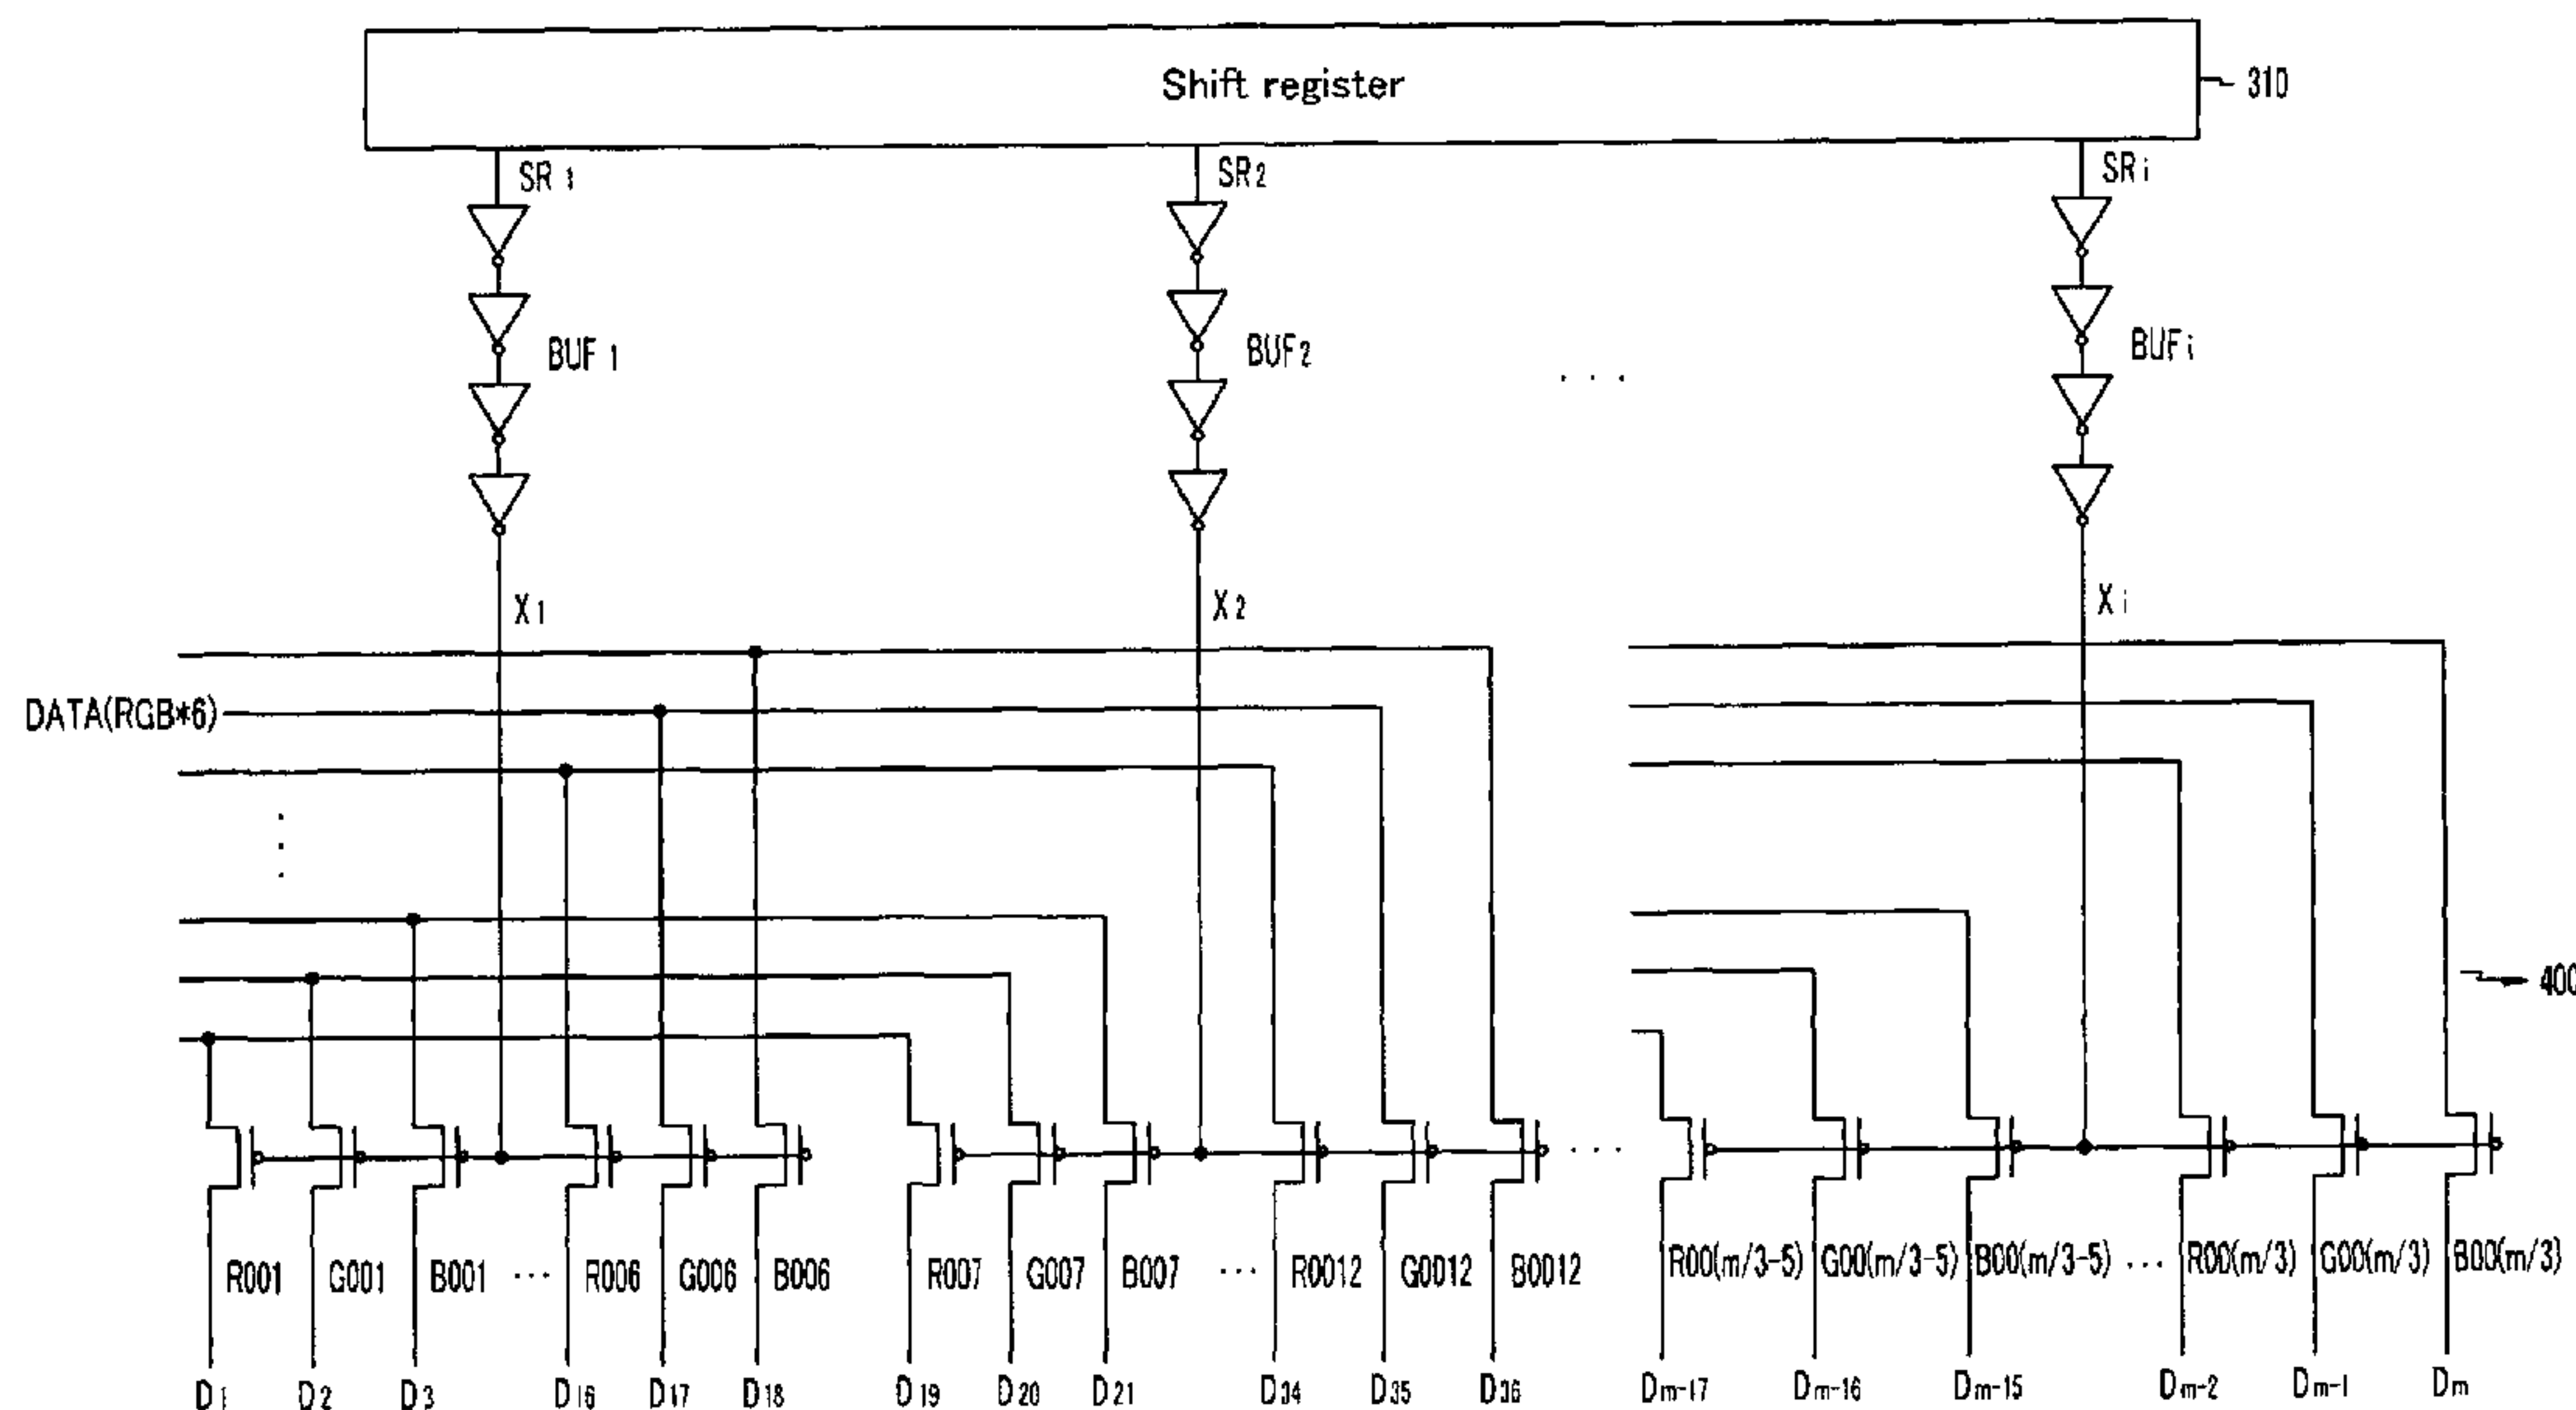 Shift register
310
SR1 SR2 SRi
BUF1 BUF2 ... BUFi
X1 X2 Xi
DATA(RGB*6)
400
R001 G001 B001 ... R006 G006 B006 R007 G007 B007 ... R0012 G0012 B0012 ... R00(m/3-5) G00(m/3-5) B00(m/3-5) ... R00(m/3) G00(m/3) B00(m/3)
D1 D2 D3 D16 D17 D18 D19 D20 D21 D34 D35 D36 Dm-17 Dm-16 Dm-15 Dm-2 Dm-1 Dm